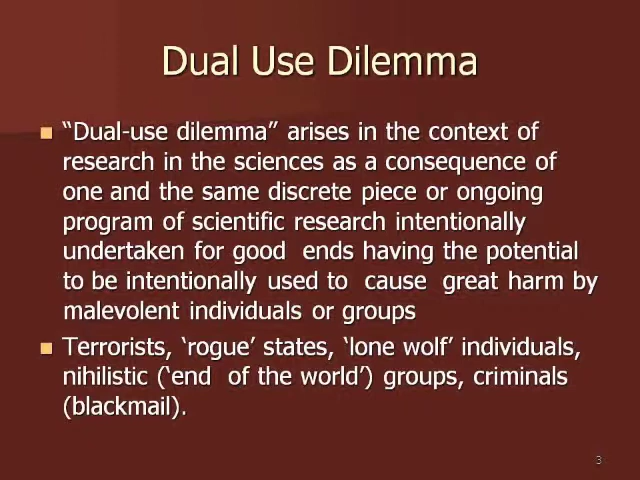 Dual Use Dilemma
“Dual-use dilemma” arises in the context of
research in the sciences as a consequence of
one and the same discrete piece or ongoing
program of scientific research intentionally
undertaken for good ends having the potential
to be intentionally used to cause great harm by
malevolent individuals or groups
Terrorists, ‘rogue’ states, ‘lone wolf’ individuals,
nihilistic (‘end of the world’) groups, criminals
(blackmail).
3